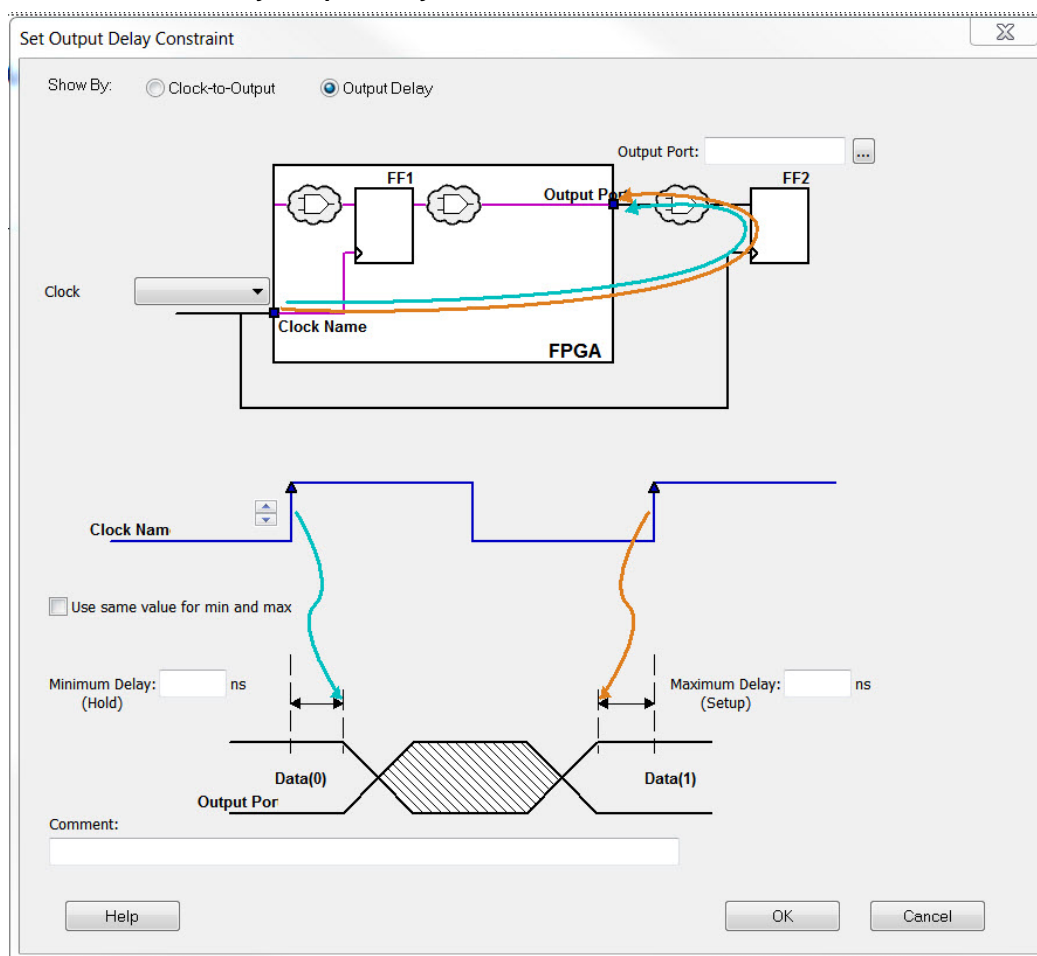 Set Output Delay Constraint
Show By: Clock-to-Output Output Delay
Output Port: ...
FF1 Output Port FF2
Clock
Clock Name
FPGA
Clock Nam
Use same value for min and max
Minimum Delay: ns Maximum Delay: ns
(Hold) (Setup)
Data(0) Data(1)
Output Por
Comment:
Help OK Cancel